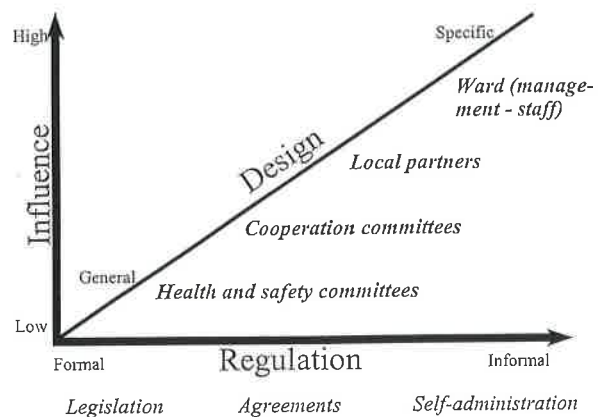 High
Specific
Ward (manage-
ment - staff)
Design
Local partners
Influence
Cooperation committees
General
Health and safety committees
Low
Formal
Regulation
Informal
Legislation
Agreements
Self-administration